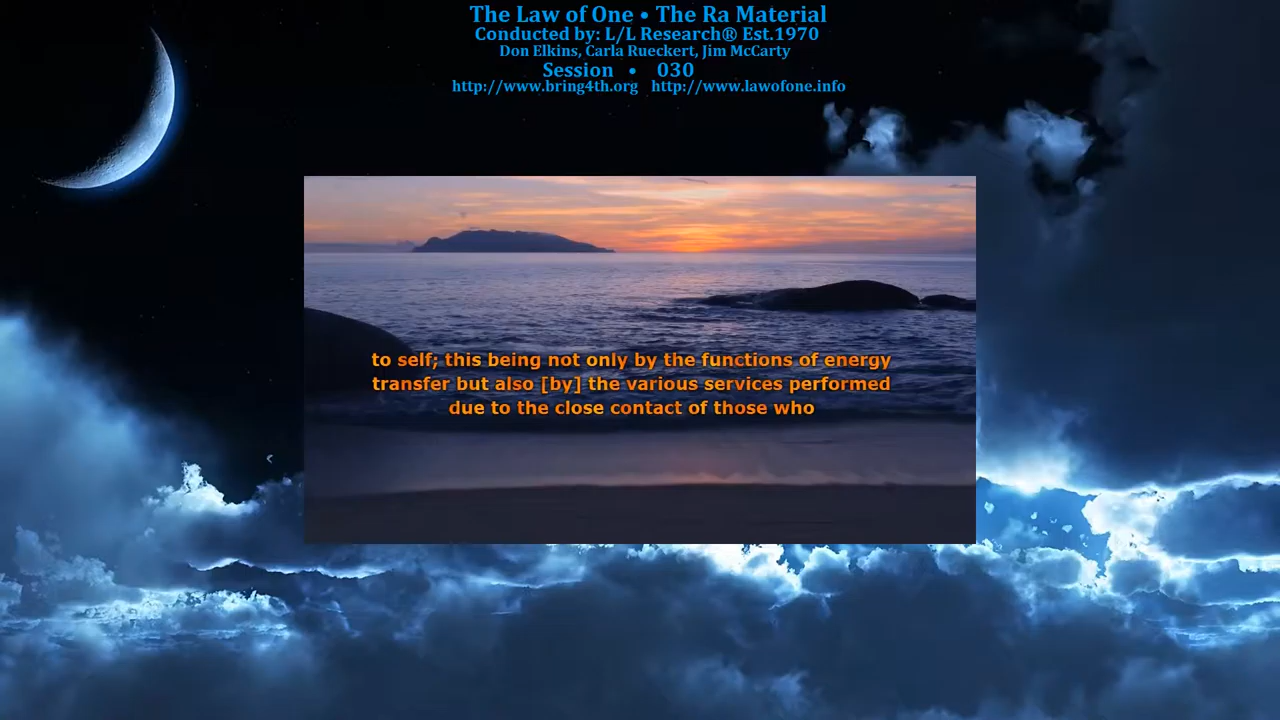 The Law of One • The Ra Material
Conducted by: L/L Research® Est.1970
Don Elkins, Carla Rueckert, Jim McCarty
Session • 030
http://www.bring4th.org http://www.lawofone.info
to self; this being not only by the functions of energy
transfer but also [by] the various services performed
due to the close contact of those who